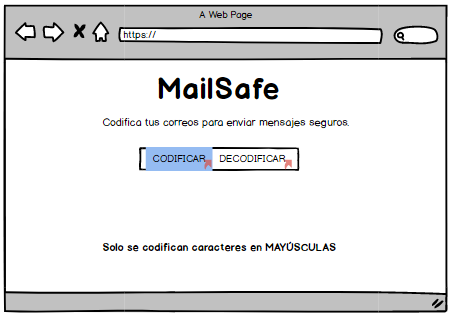 A Web Page
https://
MailSafe
Codifica tus correos para enviar mensajes seguros.
CODIFICAR DECODIFICAR
Solo se codifican caracteres en MAYÚSCULAS